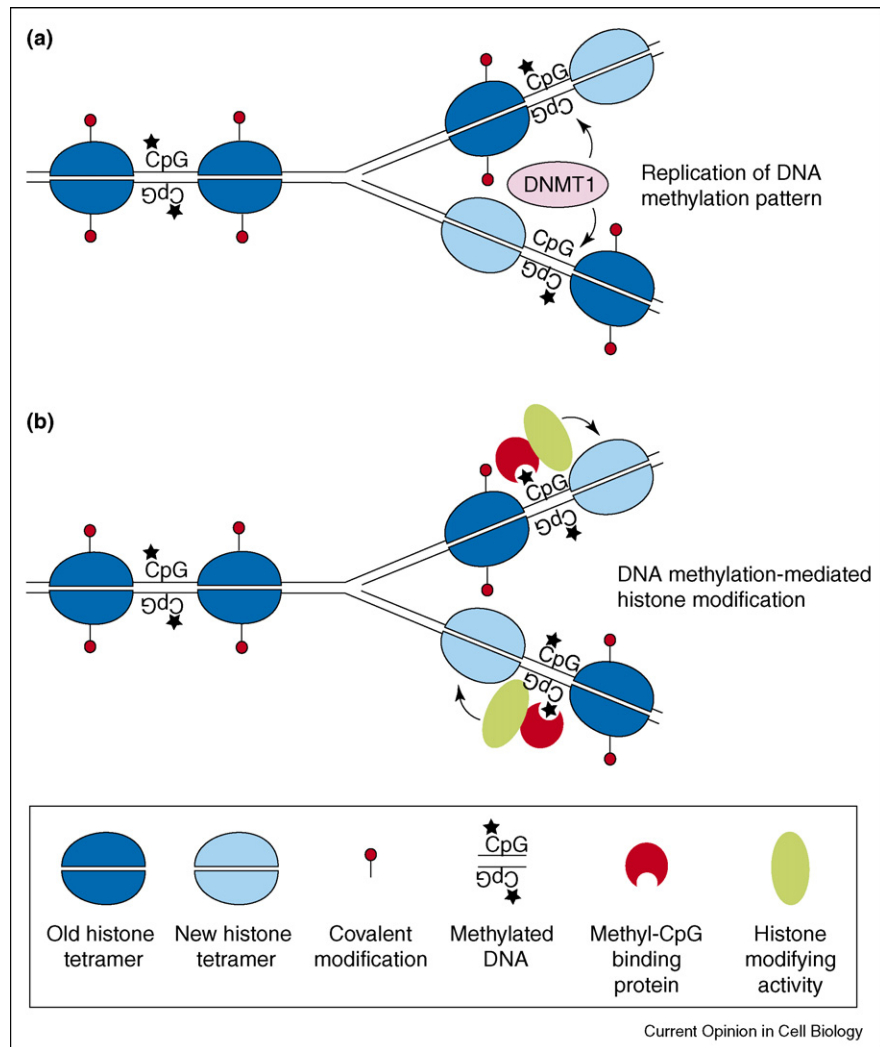 (a)
CpG
CpG
CpG
CpG
DNMT1
CpG
CpG
Replication of DNA
methylation pattern
(b)
CpG
CpG
CpG
CpG
CpG
CpG
DNA methylation-mediated
histone modification
CpG
CpG
Old histone
tetramer
New histone
tetramer
Covalent
modification
Methylated
DNA
Methyl-CpG
binding
protein
Histone
modifying
activity
Current Opinion in Cell Biology